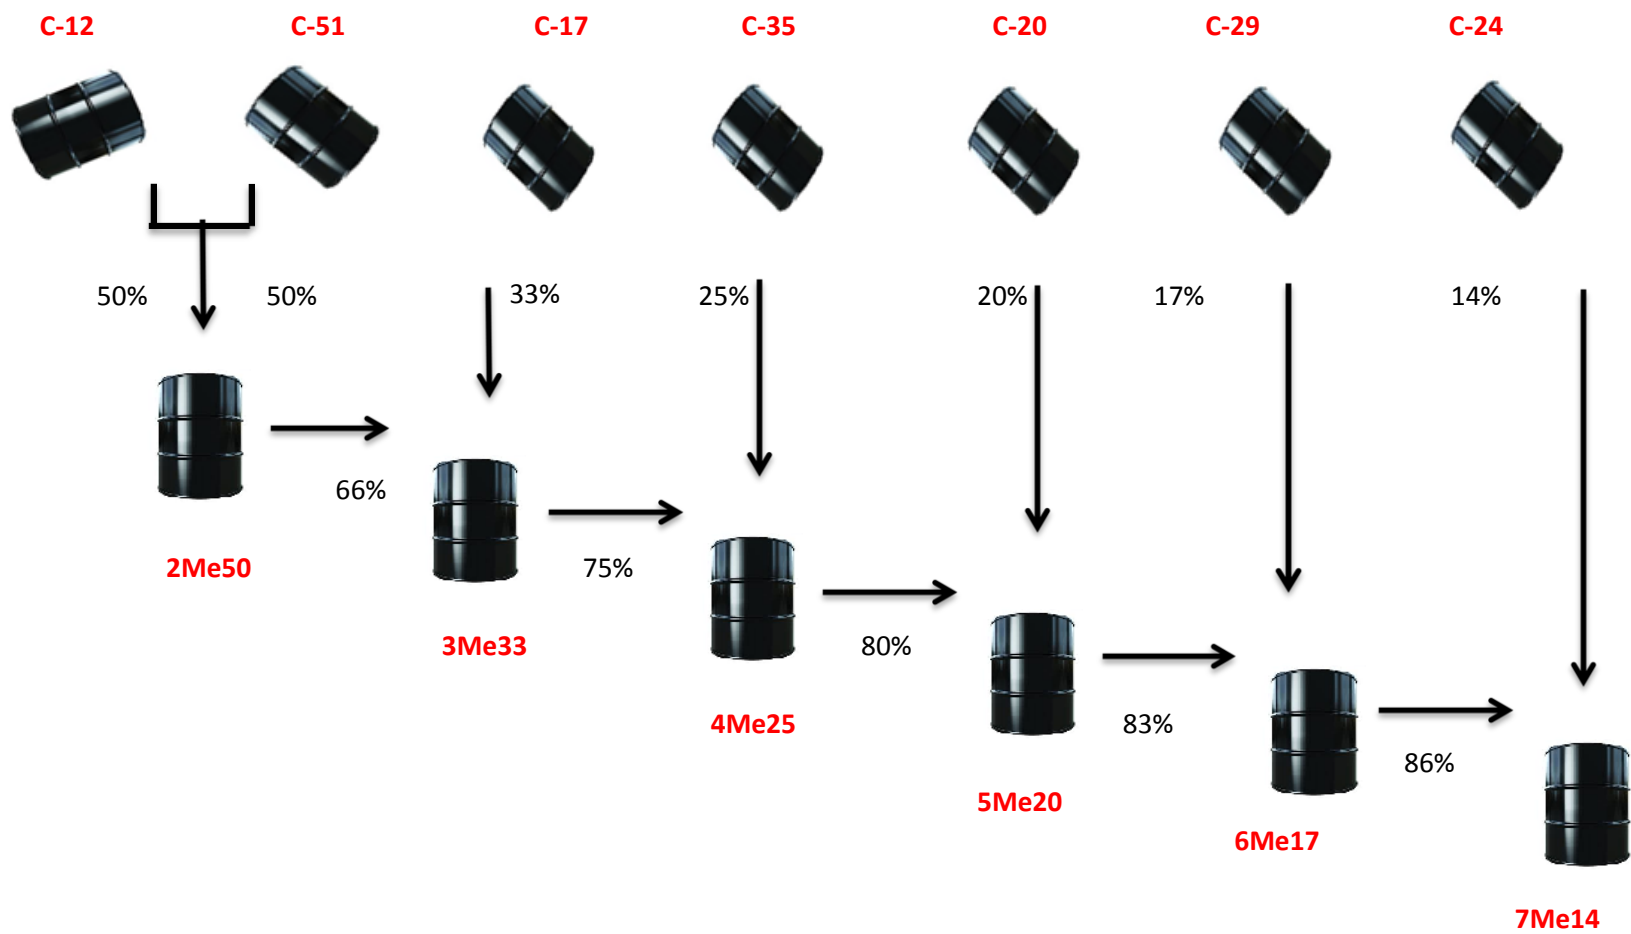 C-12 C-51 C-17 C-35 C-20 C-29 C-24
50% 50% 33% 25% 20% 17% 14%
66%
2Me50
75%
3Me33
80%
4Me25
83%
5Me20
86%
6Me17
7Me14